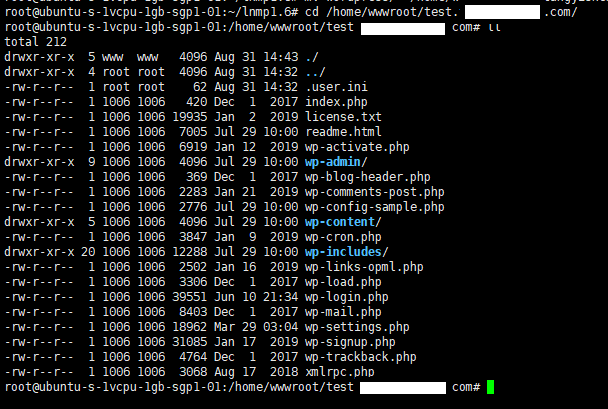 root@ubuntu-s-1vcpu-1gb-sgp1-01:~/lnmp1.6# cd /home/wwwroot/test. .com/
root@ubuntu-s-1vcpu-1gb-sgp1-01:/home/wwwroot/test com# ll
total 212
drwxr-xr-x 5 www www 4096 Aug 31 14:43 ./
drwxr-xr-x 4 root root 4096 Aug 31 14:32 ../
-rw-r--r-- 1 root root 62 Aug 31 14:32 .user.ini
-rw-r--r-- 1 1006 1006 420 Dec 1 2017 index.php
-rw-r--r-- 1 1006 1006 19935 Jan 2 2019 license.txt
-rw-r--r-- 1 1006 1006 7005 Jul 29 10:00 readme.html
-rw-r--r-- 1 1006 1006 6919 Jan 12 2019 wp-activate.php
drwxr-xr-x 9 1006 1006 4096 Jul 29 10:00 wp-admin/
-rw-r--r-- 1 1006 1006 369 Dec 1 2017 wp-blog-header.php
-rw-r--r-- 1 1006 1006 2283 Jan 21 2019 wp-comments-post.php
-rw-r--r-- 1 1006 1006 2776 Jul 29 10:00 wp-config-sample.php
drwxr-xr-x 5 1006 1006 4096 Jul 29 10:00 wp-content/
-rw-r--r-- 1 1006 1006 3847 Jan 9 2019 wp-cron.php
drwxr-xr-x 20 1006 1006 12288 Jul 29 10:00 wp-includes/
-rw-r--r-- 1 1006 1006 2502 Jan 16 2019 wp-links-opml.php
-rw-r--r-- 1 1006 1006 3306 Dec 1 2017 wp-load.php
-rw-r--r-- 1 1006 1006 39551 Jun 10 21:34 wp-login.php
-rw-r--r-- 1 1006 1006 8403 Dec 1 2017 wp-mail.php
-rw-r--r-- 1 1006 1006 18962 Mar 29 03:04 wp-settings.php
-rw-r--r-- 1 1006 1006 31085 Jan 17 2019 wp-signup.php
-rw-r--r-- 1 1006 1006 4764 Dec 1 2017 wp-trackback.php
-rw-r--r-- 1 1006 1006 3068 Aug 17 2018 xmlrpc.php
root@ubuntu-s-1vcpu-1gb-sgp1-01:/home/wwwroot/test com#